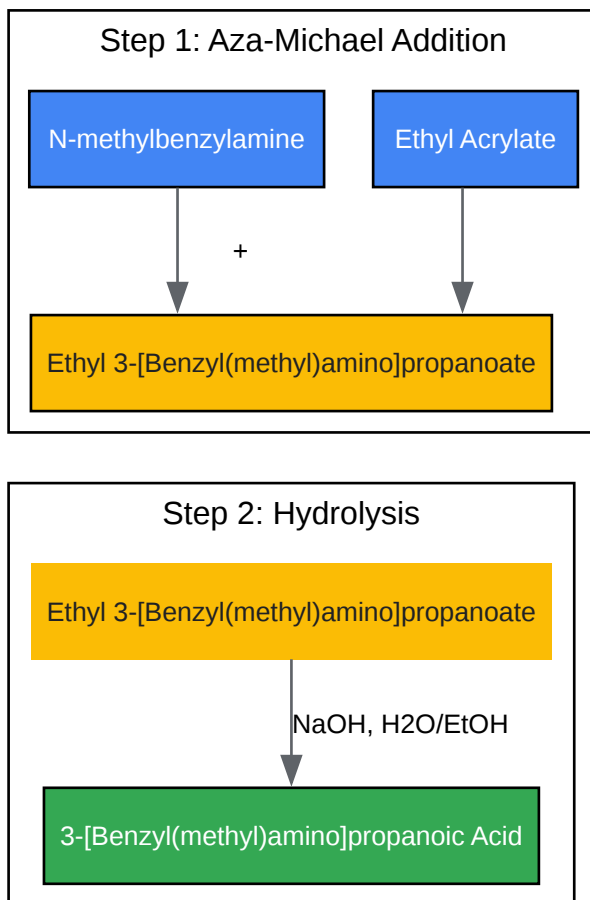 Step 1: Aza-Michael Addition
N-methylbenzylamine
Ethyl Acrylate
+
Ethyl 3-[Benzyl(methyl)amino]propanoate
Step 2: Hydrolysis
Ethyl 3-[Benzyl(methyl)amino]propanoate
NaOH, H2O/EtOH
3-[Benzyl(methyl)amino]propanoic Acid